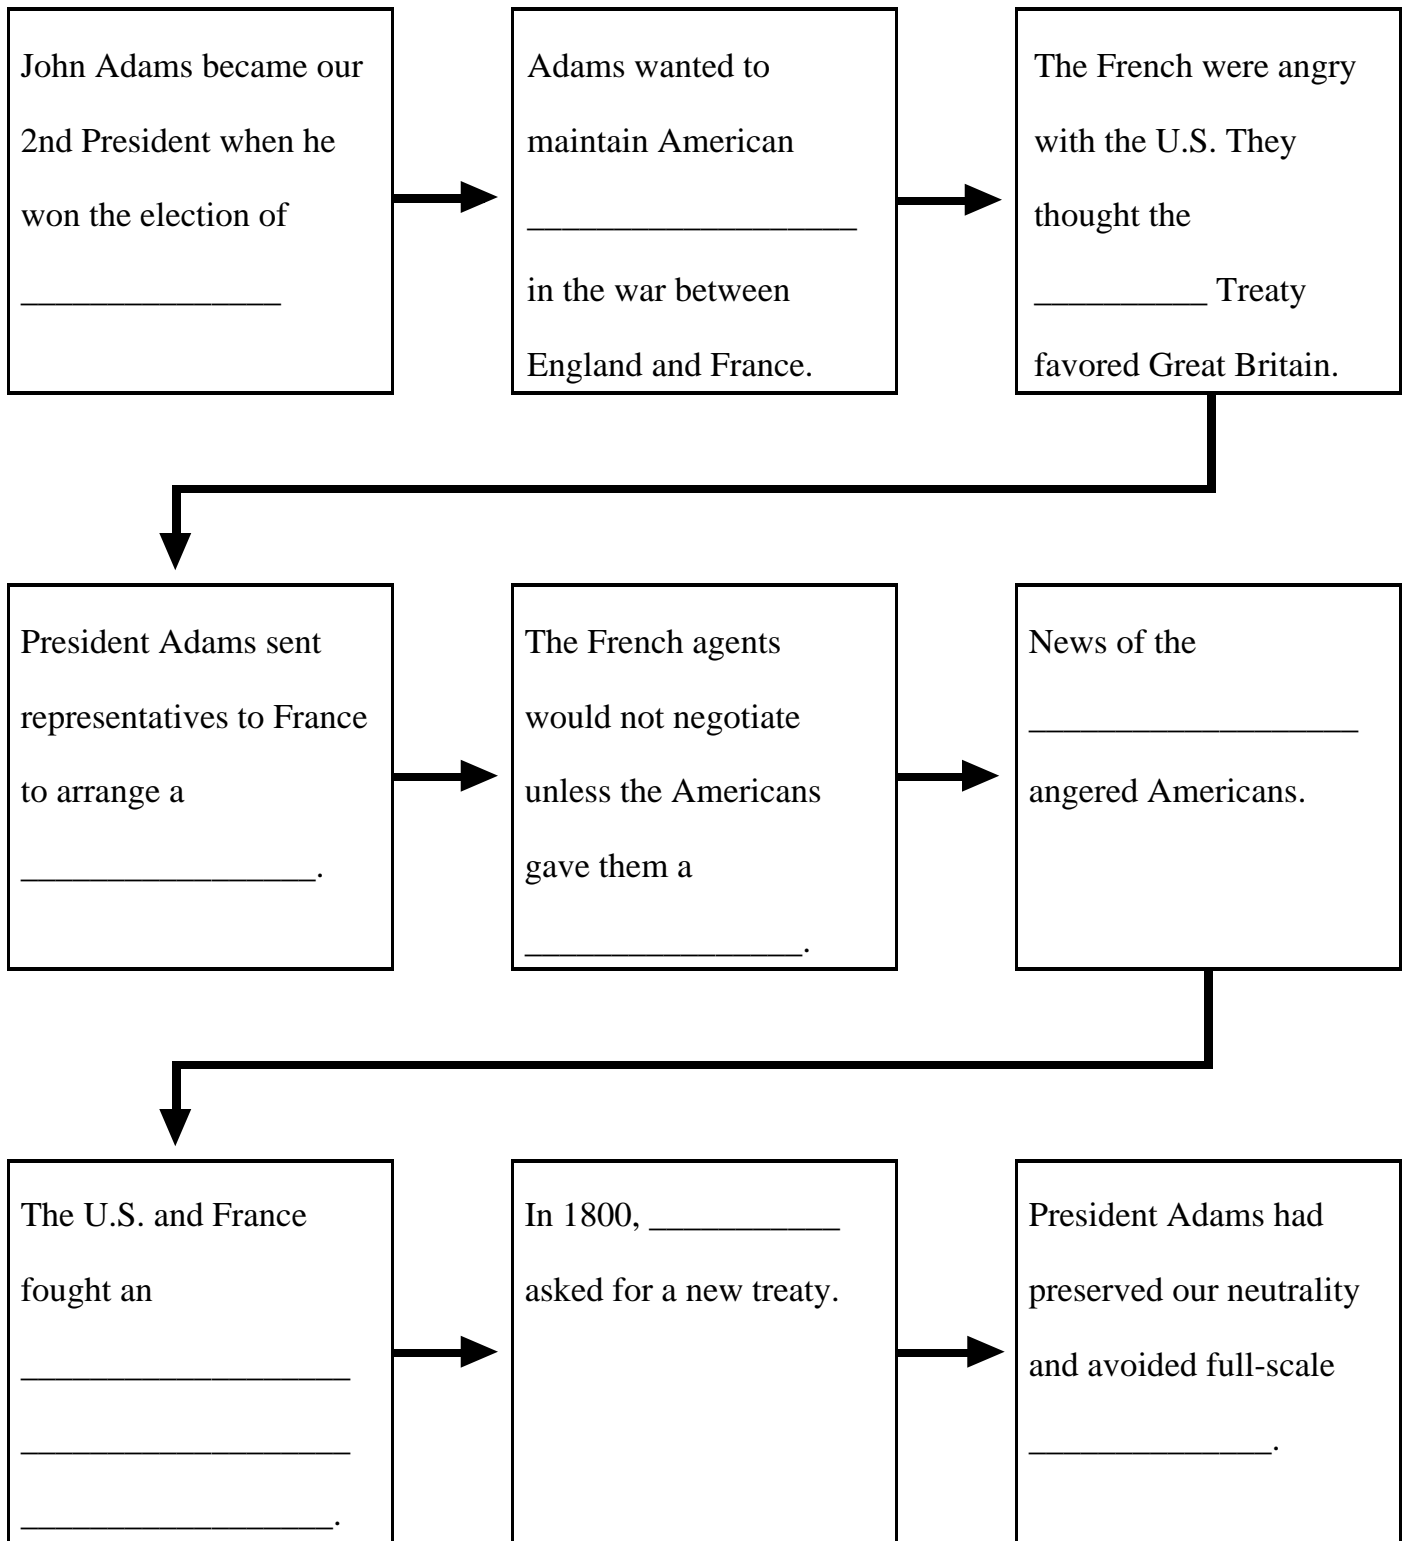 John Adams became our
2nd President when he
won the election of
_______________
Adams wanted to
maintain American
___________________
in the war between
England and France.
The French were angry
with the U.S. They
thought the
__________ Treaty
favored Great Britain.
President Adams sent
representatives to France
to arrange a
_________________.
The French agents
would not negotiate
unless the Americans
gave them a
________________.
News of the
___________________
angered Americans.
The U.S. and France
fought an
___________________
___________________
__________________.
In 1800, ___________
asked for a new treaty.
President Adams had
preserved our neutrality
and avoided full-scale
______________.